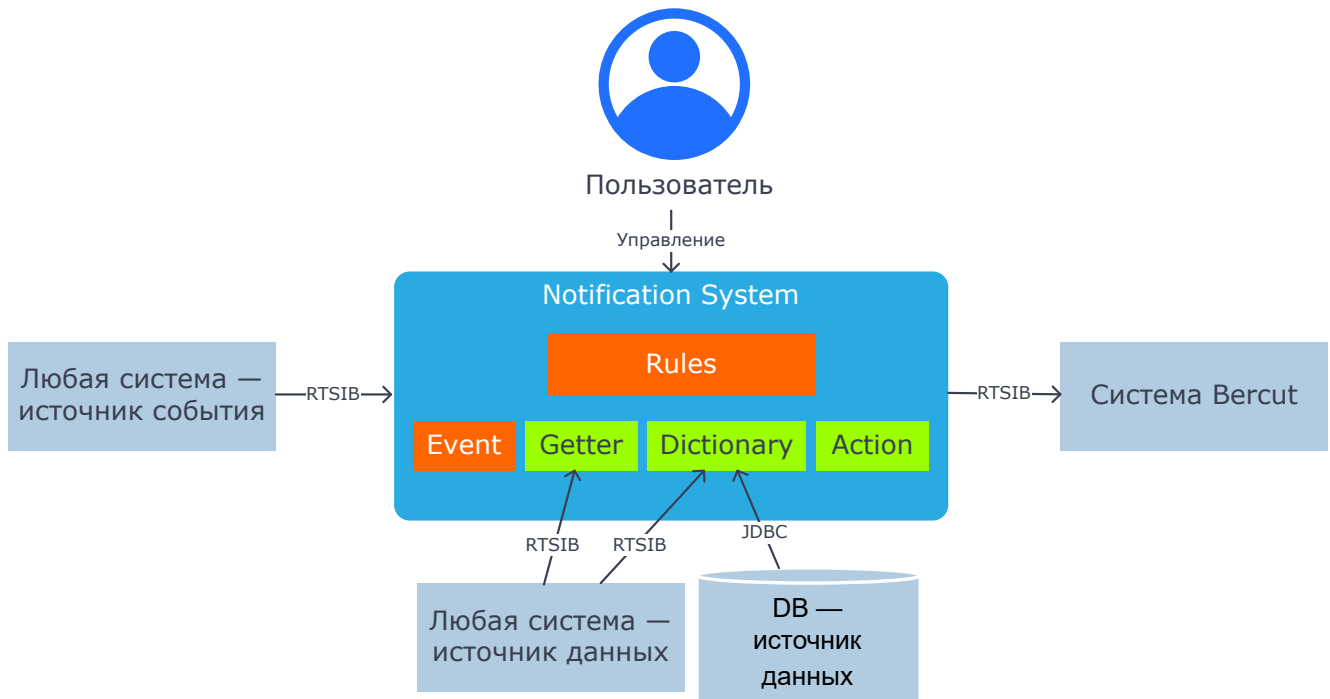 Пользователь
Управление
Notification System
Rules
Любая система —
источник события
RTSIB
RTSIB
Система Bercut
Event
Getter
Dictionary
Action
RTSIB
RTSIB
JDBC
Любая система —
источник данных
DB —
источник
данных